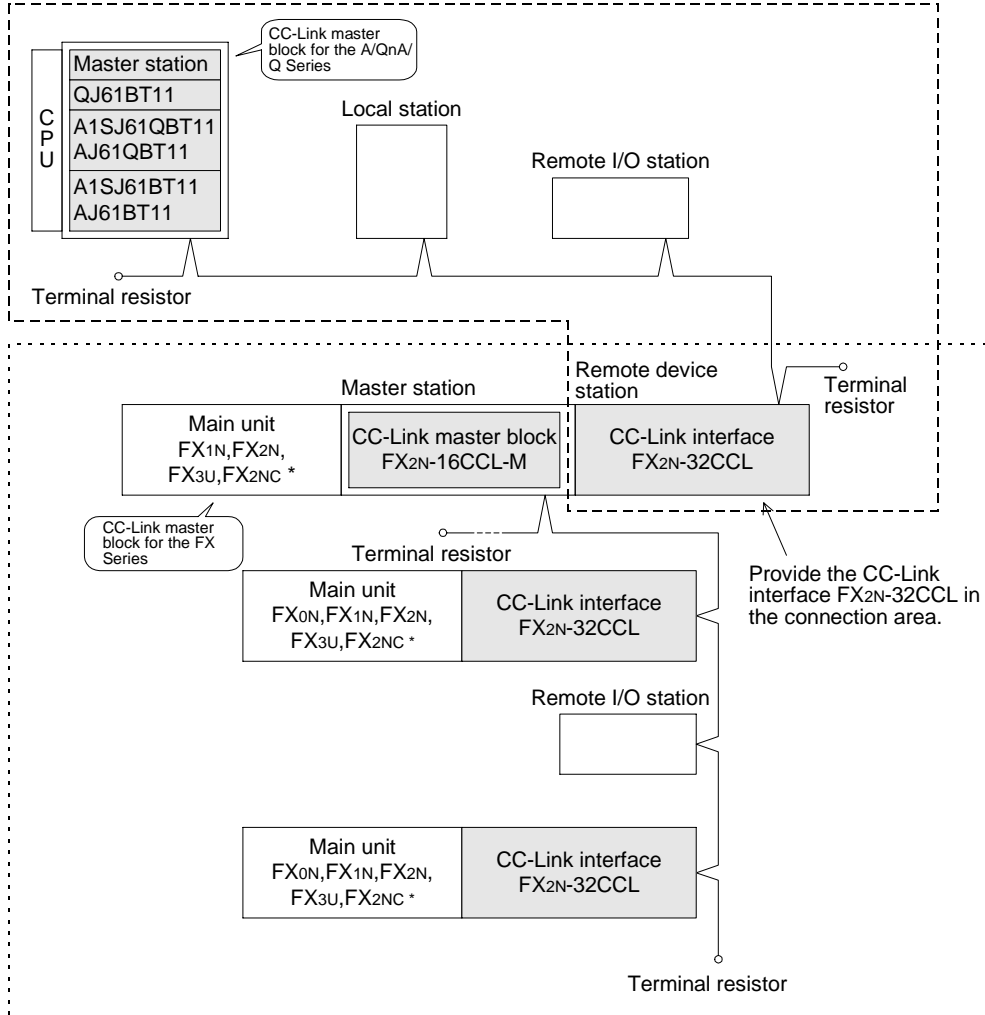 CC-Link master
block for the A/QnA/
Q Series
CPU
Master station
QJ61BT11
A1SJ61QBT11
AJ61QBT11
A1SJ61BT11
AJ61BT11
Local station
Remote I/O station
Terminal resistor
Master station
Remote device
station
Terminal
resistor
Main unit
FX1N,FX2N,
FX3U,FX2NC *
CC-Link master block
FX2N-16CCL-M
CC-Link interface
FX2N-32CCL
CC-Link master
block for the FX
Series
Terminal resistor
Provide the CC-Link
interface FX2N-32CCL in
the connection area.
Main unit
FX0N,FX1N,FX2N,
FX3U,FX2NC *
CC-Link interface
FX2N-32CCL
Remote I/O station
Main unit
FX0N,FX1N,FX2N,
FX3U,FX2NC *
CC-Link interface
FX2N-32CCL
Terminal resistor